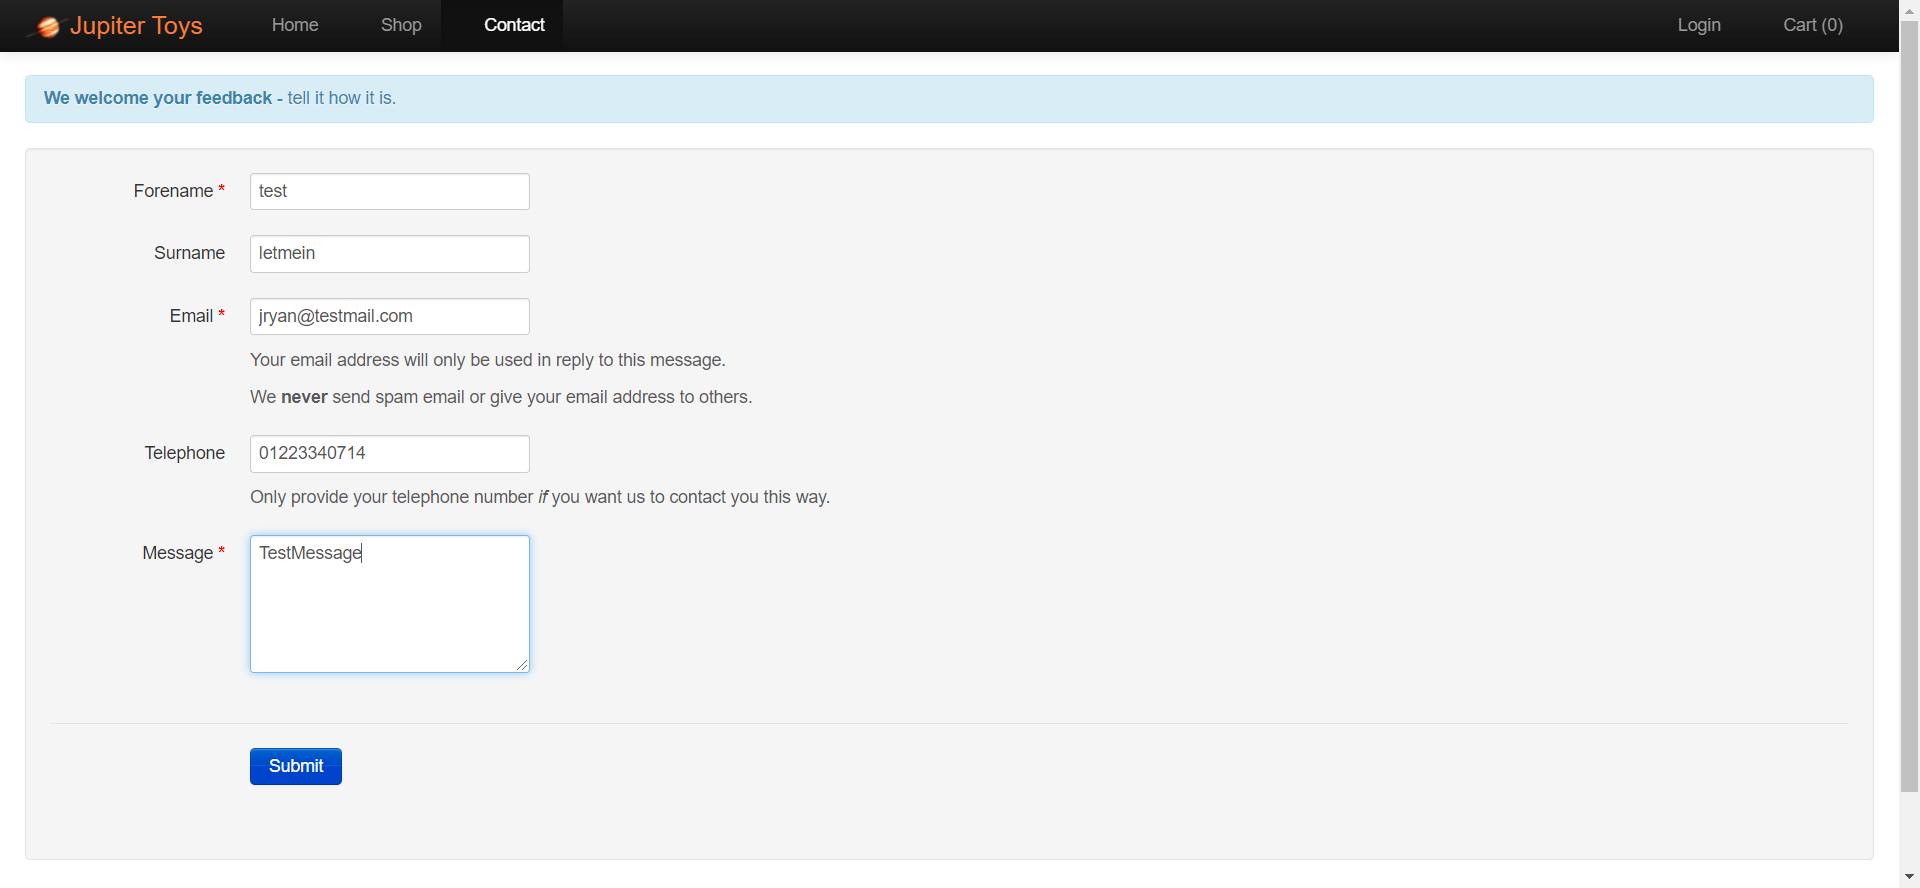 Jupiter Toys Home Shop Contact Login Cart (0)
We welcome your feedback - tell it how it is.
Forename * test
Surname letmein
Email * jryan@testmail.com
Your email address will only be used in reply to this message.
We never send spam email or give your email address to others.
Telephone 01223340714
Only provide your telephone number if you want us to contact you this way.
Message * TestMessage
Submit